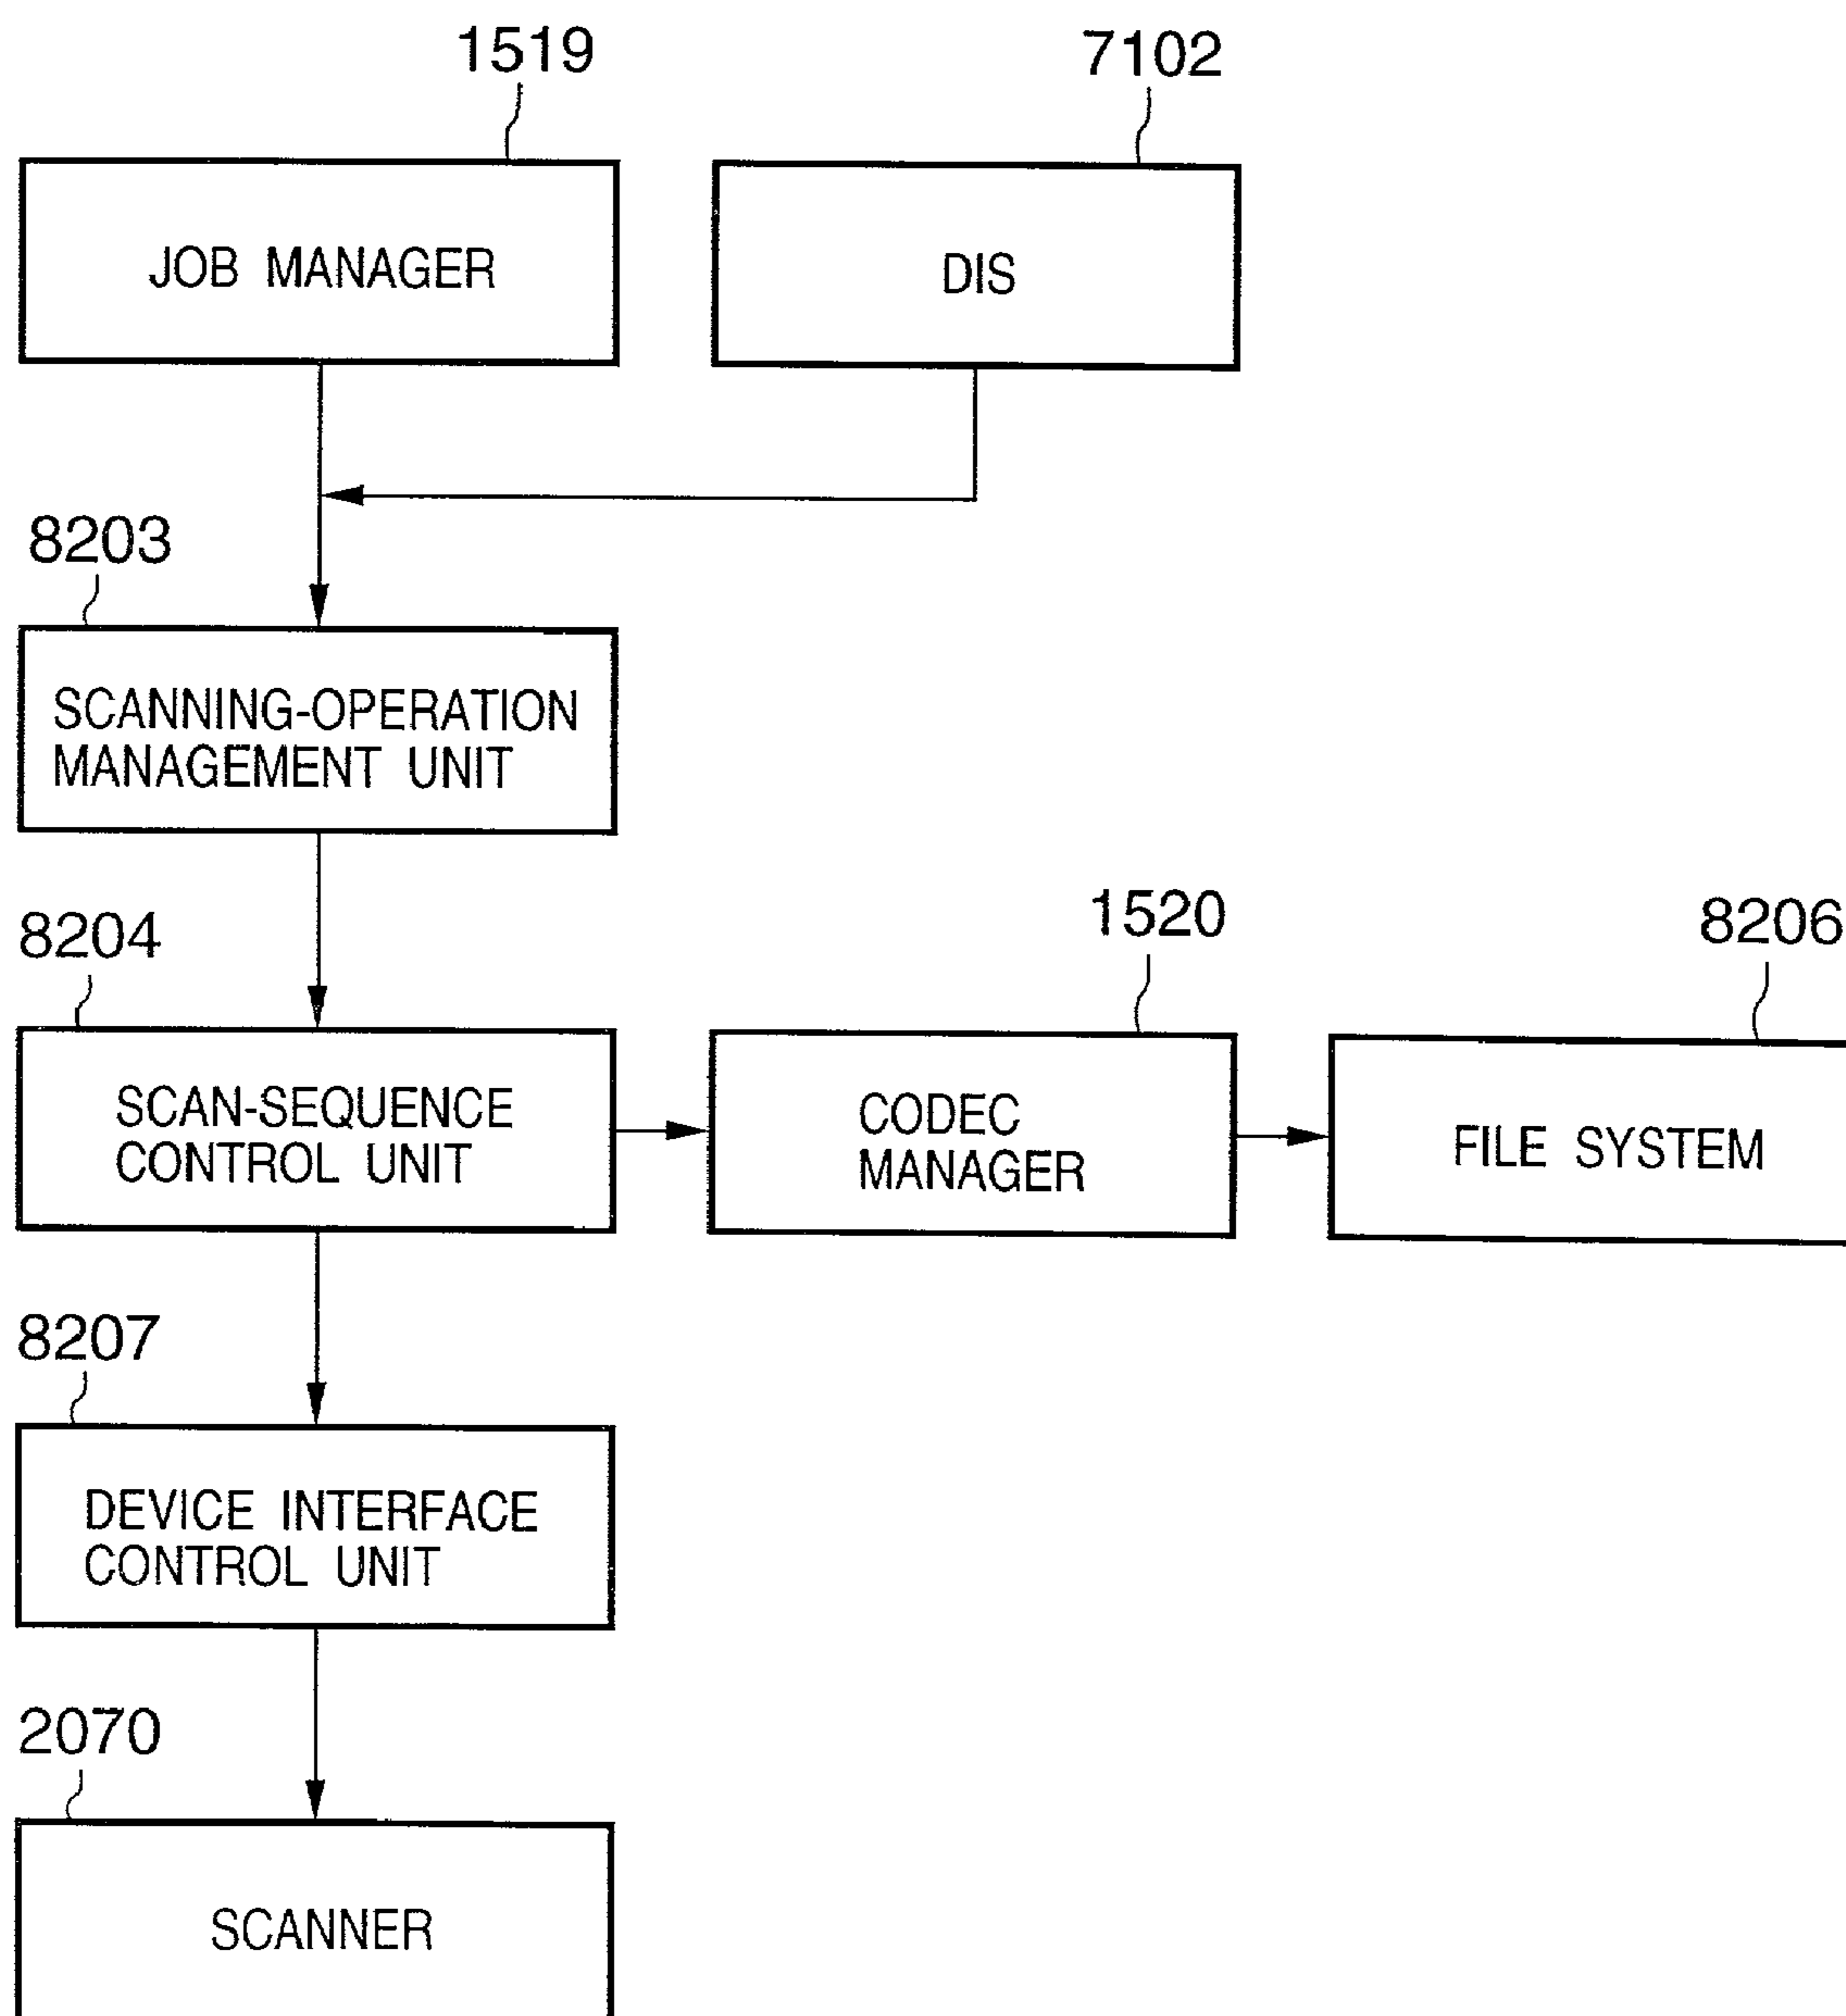 1519
7102
JOB MANAGER
DIS
8203
SCANNING-OPERATION
MANAGEMENT UNIT
8204
1520
8206
SCAN-SEQUENCE
CONTROL UNIT
CODEC
MANAGER
FILE SYSTEM
8207
DEVICE INTERFACE
CONTROL UNIT
2070
SCANNER